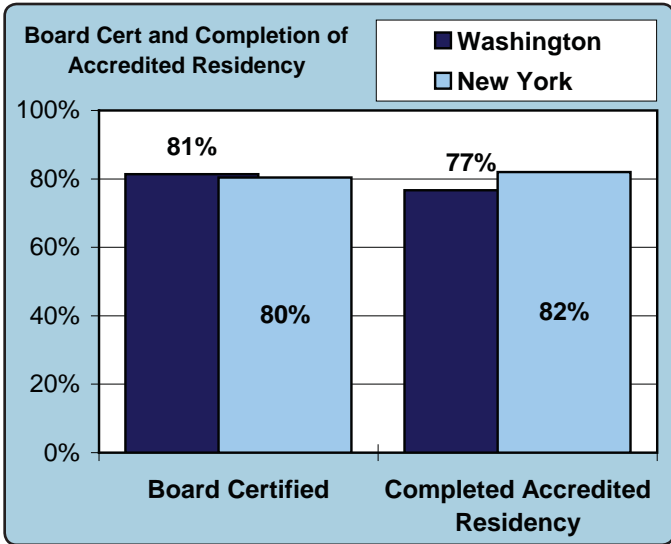 Board Cert and Completion of
Accredited Residency
Washington
New York
100%
80%
60%
40%
20%
0%
81%
80%
77%
82%
Board Certified
Completed Accredited
Residency